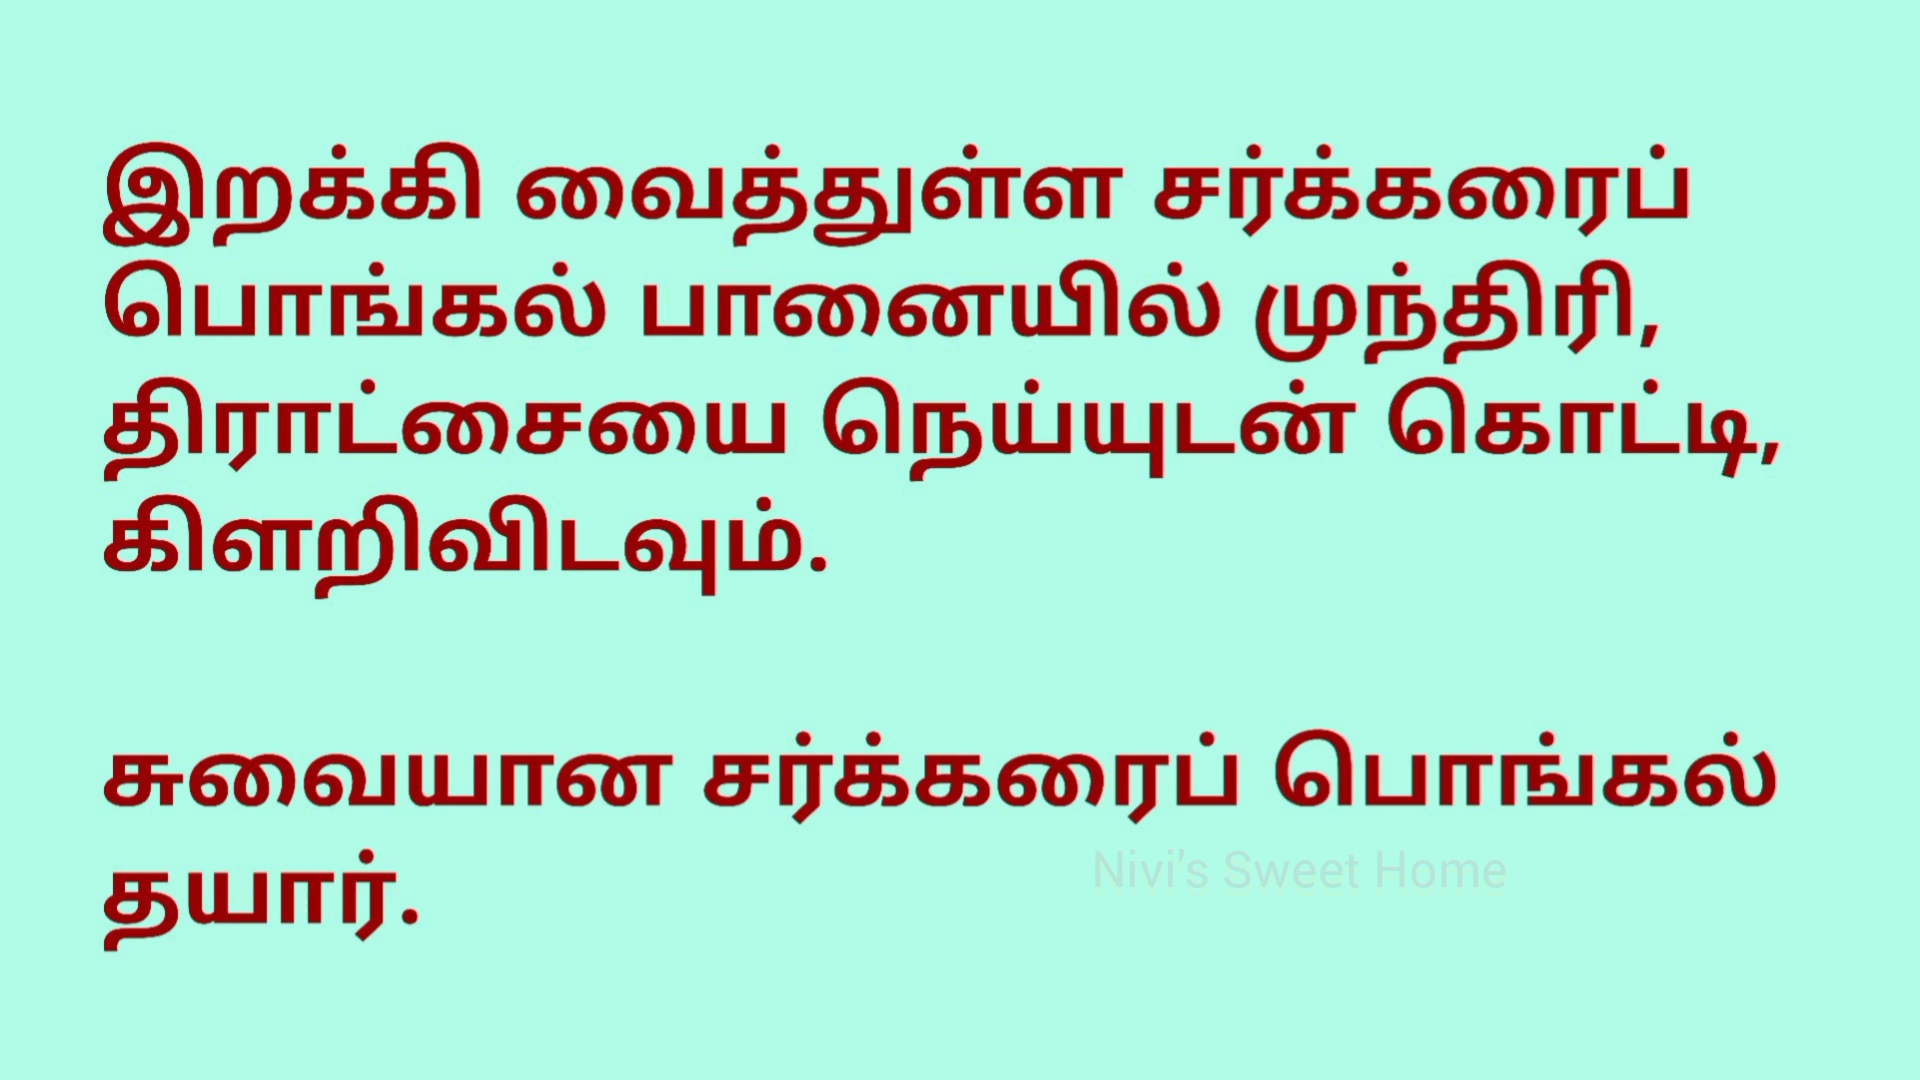 இறக்கி வைத்துள்ள சர்க்கரைப்
பொங்கல் பானையில் முந்திரி,
திராட்சையை நெய்யுடன் கொட்டி,
கிளறிவிடவும்.
சுவையான சர்க்கரைப் பொங்கல்
தயார்.
Nivi's Sweet Home